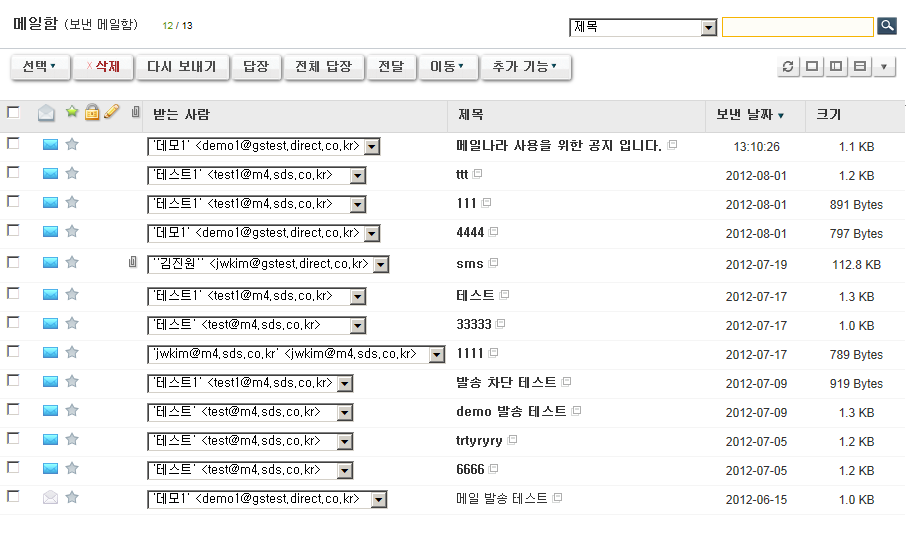 메일함 (보낸 메일함) 12 / 13 제목
선택 X삭제 다시 보내기 답장 전체 답장 전달 이동 추가 기능
받는 사람 제목 보낸 날짜 크기
'데모1' <demo1@gstest,direct,co,kr> 메일나라 사용을 위한 공지 입니다. 13:10:26 1.1 KB
'테스트1' <test1@m4,sds,co,kr> ttt 2012-08-01 1.2 KB
'테스트1' <test1@m4,sds,co,kr> 111 2012-08-01 891 Bytes
'데모1' <demo1@gstest,direct,co,kr> 4444 2012-08-01 797 Bytes
''김진원'' <jwkim@gstest,direct,co,kr> sms 2012-07-19 112.8 KB
'테스트1' <test1@m4,sds,co,kr> 테스트 2012-07-17 1.3 KB
'테스트' <test@m4,sds,co,kr> 33333 2012-07-17 1.0 KB
'jwkim@m4,sds,co,kr' <jwkim@m4,sds,co,kr> 1111 2012-07-17 789 Bytes
'테스트1' <test1@m4,sds,co,kr> 발송 차단 테스트 2012-07-09 919 Bytes
'테스트' <test@m4,sds,co,kr> demo 발송 테스트 2012-07-09 1.3 KB
'테스트' <test@m4,sds,co,kr> trtyryry 2012-07-05 1.2 KB
'테스트' <test@m4,sds,co,kr> 6666 2012-07-05 1.2 KB
'데모1' <demo1@gstest,direct,co,kr> 메일 발송 테스트 2012-06-15 1.0 KB